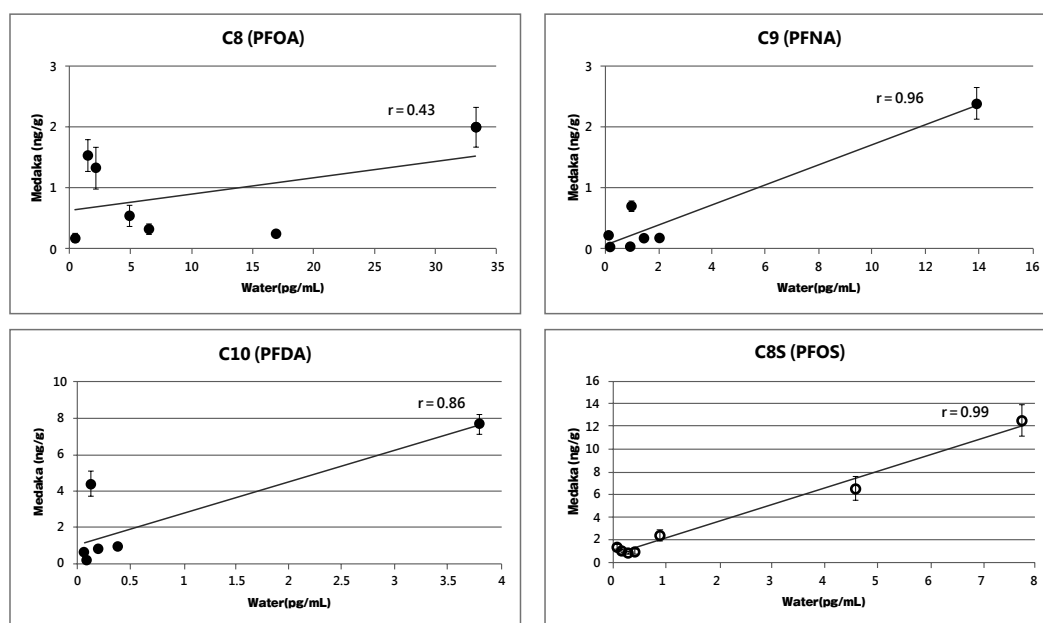 C8 (PFOA)
3
2
1
0
r = 0.43
Medaka (ng/g)
0 5 10 15 20 25 30 35
Water(pg/mL)
C9 (PFNA)
3
2
1
0
r = 0.96
Medaka (ng/g)
0 2 4 6 8 10 12 14 16
Water(pg/mL)
C10 (PFDA)
10
8
6
4
2
0
r = 0.86
Medaka (ng/g)
0 0.5 1 1.5 2 2.5 3 3.5 4
Water(pg/mL)
C8S (PFOS)
16
14
12
10
8
6
4
2
0
r = 0.99
Medaka (ng/g)
0 1 2 3 4 5 6 7 8
Water(pg/mL)